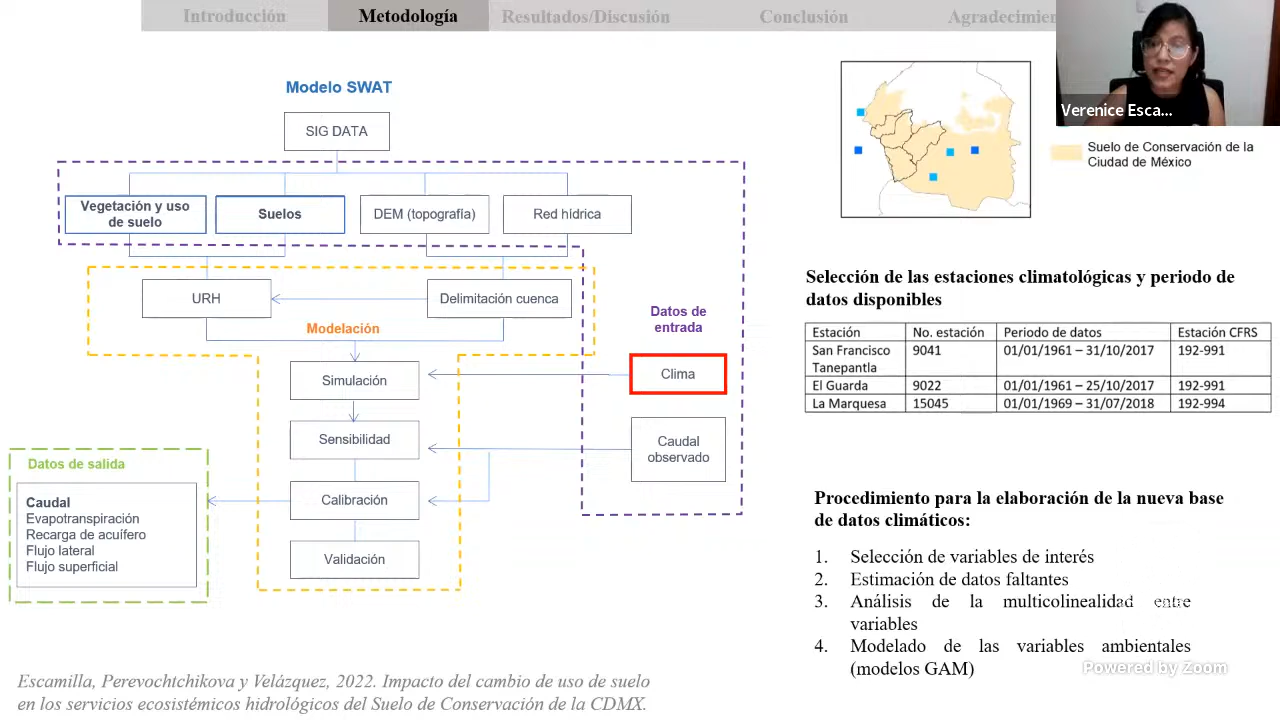 Introducción
Metodología
Resultados/Discusión
Conclusión
Agradecimien
Verenice Esca...
Modelo SWAT
SIG DATA
Vegetación y uso
de suelo
Suelos
DEM (topografía)
Red hídrica
URH
Delimitación cuenca
Modelación
Datos de
entrada
Simulación
Clima
Sensibilidad
Caudal
observado
Calibración
Validación
Datos de salida
Caudal
Evapotranspiración
Recarga de acuífero
Flujo lateral
Flujo superficial
Suelo de Conservación de la
Ciudad de México
Selección de las estaciones climatológicas y periodo de
datos disponibles
Estación No. estación Periodo de datos Estación CFRS
San Francisco 9041 01/01/1961 – 31/10/2017 192-991
Tanepantla
El Guarda 9022 01/01/1961 – 25/10/2017 192-991
La Marquesa 15045 01/01/1969 – 31/07/2018 192-994
Procedimiento para la elaboración de la nueva base
de datos climáticos:
1. Selección de variables de interés
2. Estimación de datos faltantes
3. Análisis de la multicolinealidad entre
variables
4. Modelado de las variables ambientales
(modelos GAM)
Powered by Zoom
Escamilla, Perevochtchikova y Velázquez, 2022. Impacto del cambio de uso de suelo
en los servicios ecosistémicos hidrológicos del Suelo de Conservación de la CDMX.